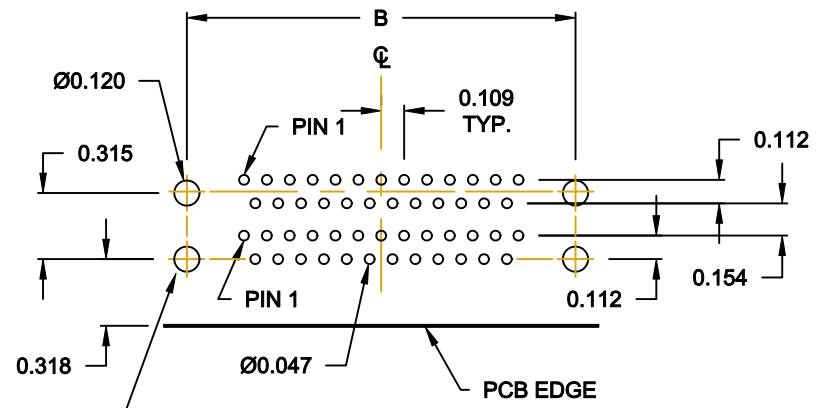 B
℄
Ø0.120
0.109
TYP.
PIN 1
0.315
0.112
0.154
PIN 1
0.112
0.318
Ø0.047
PCB EDGE